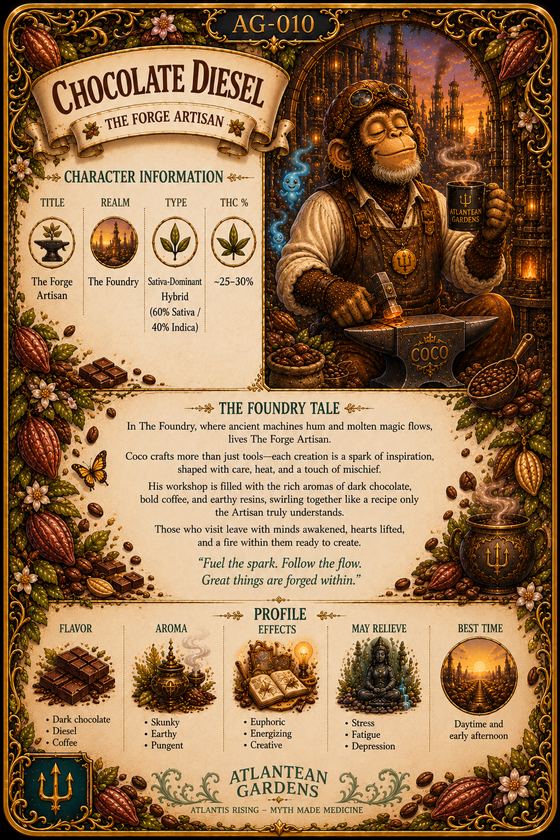 AG-010
CHOCOLATE DIESEL
THE FORGE ARTISAN
CHARACTER INFORMATION
TITLE
The Forge
Artisan
REALM
The Foundry
TYPE
Sativa-Dominant
Hybrid
(60% Sativa /
40% Indica)
THC %
~25–30%
ATLANTEAN
GARDENS
COCO
THE FOUNDRY TALE
In The Foundry, where ancient machines hum and molten magic flows,
lives The Forge Artisan.
Coco crafts more than just tools—each creation is a spark of inspiration,
shaped with care, heat, and a touch of mischief.
His workshop is filled with the rich aromas of dark chocolate,
bold coffee, and earthy resins, swirling together like a recipe only
the Artisan truly understands.
Those who visit leave with minds awakened, hearts lifted,
and a fire within them ready to create.
“Fuel the spark. Follow the flow.
Great things are forged within.”
PROFILE
FLAVOR
• Dark chocolate
• Diesel
• Coffee
AROMA
• Skunky
• Earthy
• Pungent
EFFECTS
• Euphoric
• Energizing
• Creative
MAY RELIEVE
• Stress
• Fatigue
• Depression
BEST TIME
Daytime and
early afternoon
ATLANTEAN
GARDENS
ATLANTIS RISING – MYTH MADE MEDICINE